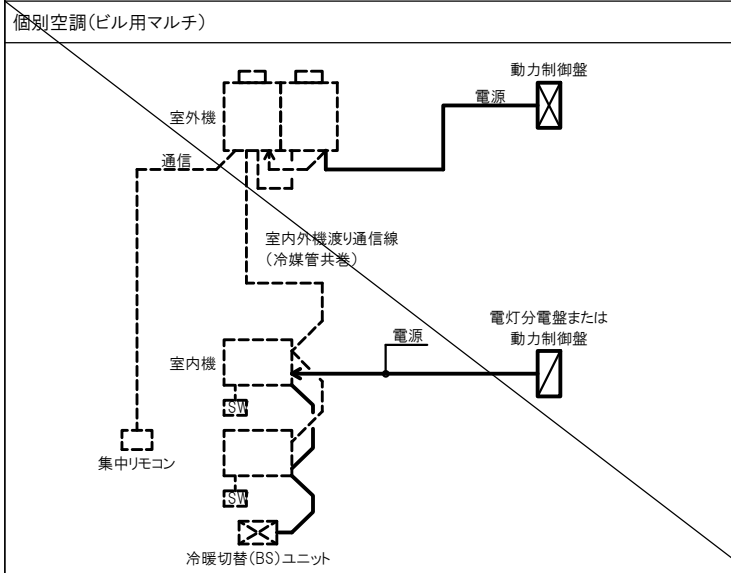 個別空調(ビル用マルチ)
動力制御盤
電源
室外機
通信
室内外機渡り通信線
(冷媒管共巻)
電灯分電盤または
動力制御盤
電源
室内機
SW
集中リモコン
SW
冷暖切替(BS)ユニット